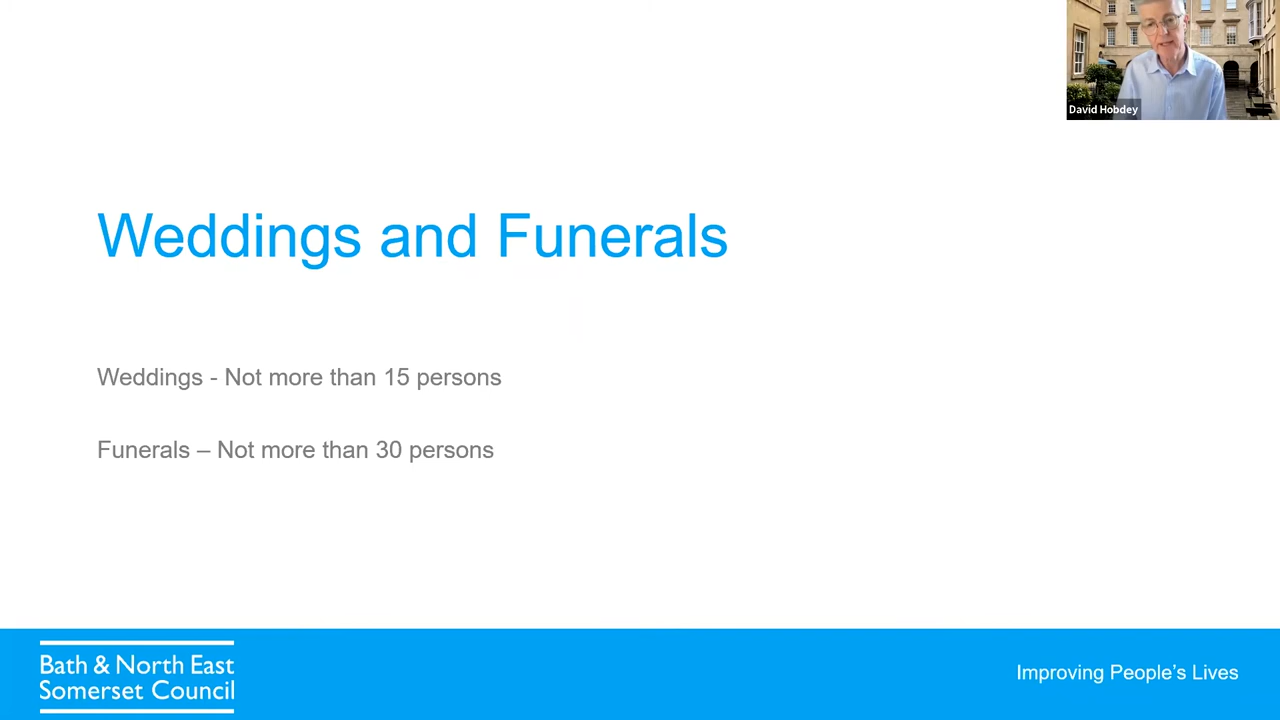 David Hobdey
Weddings and Funerals
Weddings - Not more than 15 persons
Funerals – Not more than 30 persons
Bath & North East
Somerset Council
Improving People's Lives